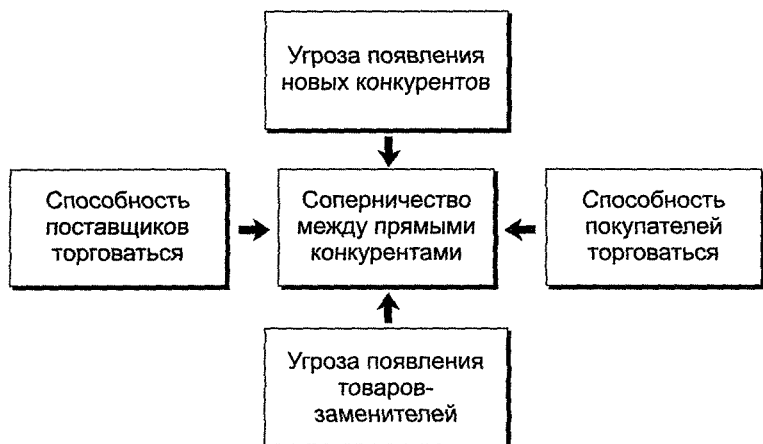 Угроза появления
новых конкурентов
Способность
поставщиков
торговаться
Соперничество
между прямыми
конкурентами
Способность
покупателей
торговаться
Угроза появления
товаров-
заменителей